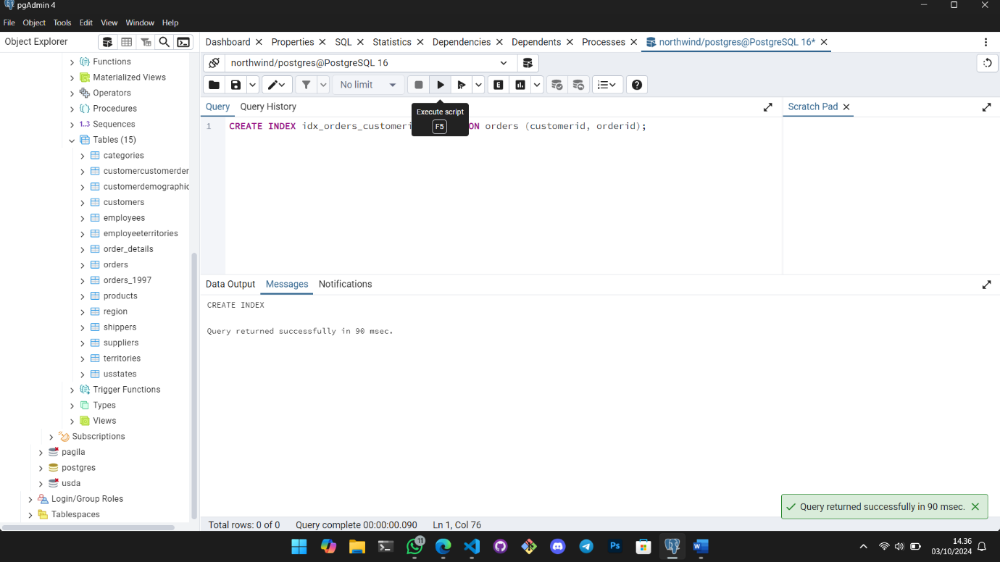 pgAdmin 4
File Object Tools Edit View Window Help
Object Explorer
Dashboard Properties SQL Statistics Dependencies Dependents Processes northwind/postgres@PostgreSQL 16*
northwind/postgres@PostgreSQL 16
No limit
E
Query Query History
Scratch Pad
Execute script
F5
1 CREATE INDEX idx_orders_customeri ON orders (customerid, orderid);
Functions
Materialized Views
Operators
Procedures
1..3 Sequences
Tables (15)
categories
customercustomerder
customerdemographic
customers
employees
employeeterritories
order_details
orders
orders_1997
products
region
shippers
suppliers
territories
usstates
Trigger Functions
Types
Views
Subscriptions
pagila
postgres
usda
Login/Group Roles
Tablespaces
Data Output Messages Notifications
CREATE INDEX
Query returned successfully in 90 msec.
Query returned successfully in 90 msec.
Total rows: 0 of 0 Query complete 00:00:00.090 Ln 1, Col 76
11
Ps
W
14.36
03/10/2024